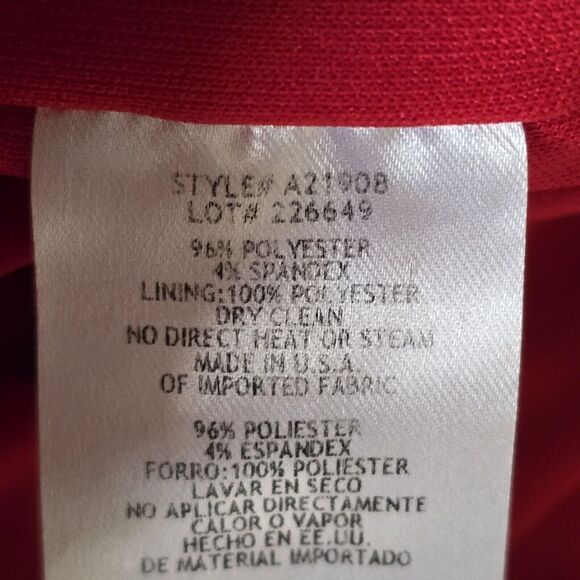 STYLE# A2190B
LOT# 226649
96% POLYESTER
4% SPANDEX
LINING:100% POLYESTER
DRY CLEAN
NO DIRECT HEAT OR STEAM
MADE IN U.S.A.
OF IMPORTED FABRIC
96% POLIESTER
4% ESPANDEX
FORRO:100% POLIESTER
LAVAR EN SECO
NO APLICAR DIRECTAMENTE
CALOR O VAPOR
HECHO EN EE.UU.
DE MATERIAL IMPORTADO